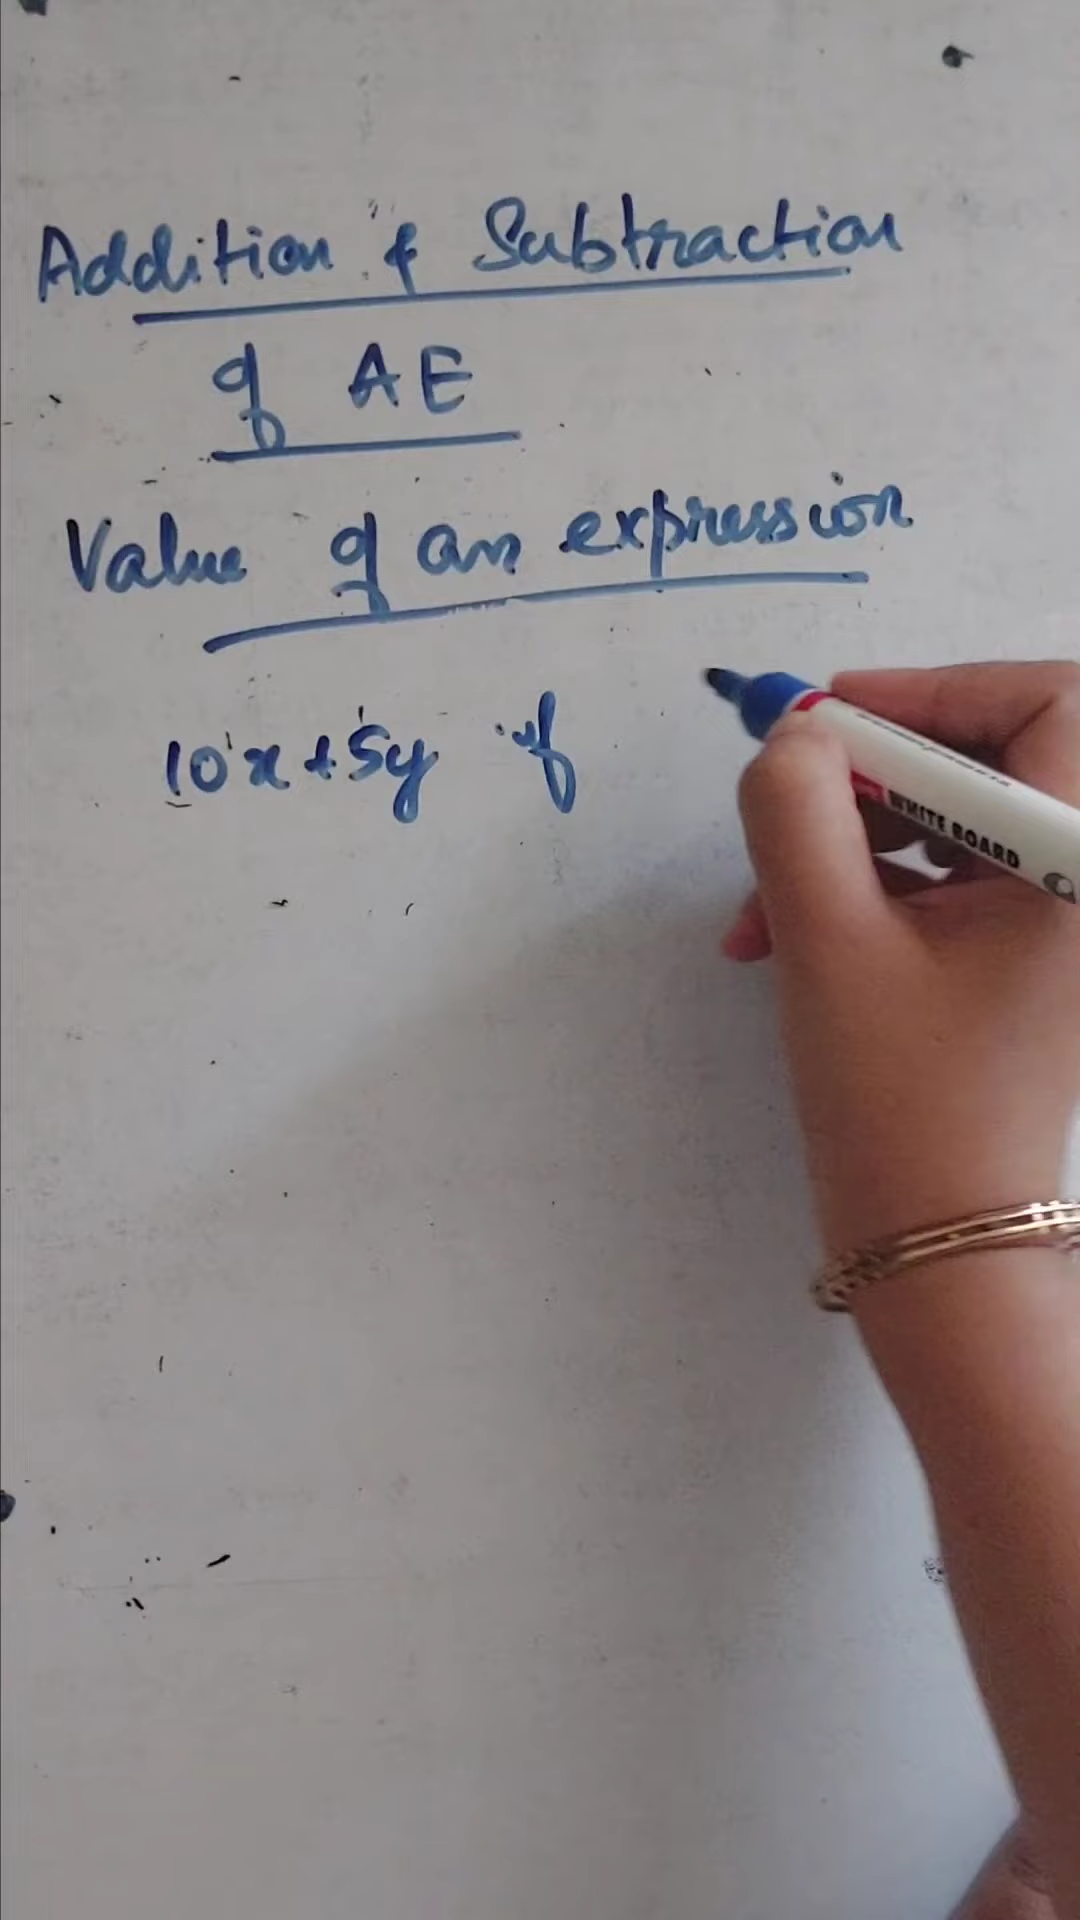 Addition & Subtraction
of AE
Value of an expression
10x + 5y if
WHITE BOARD